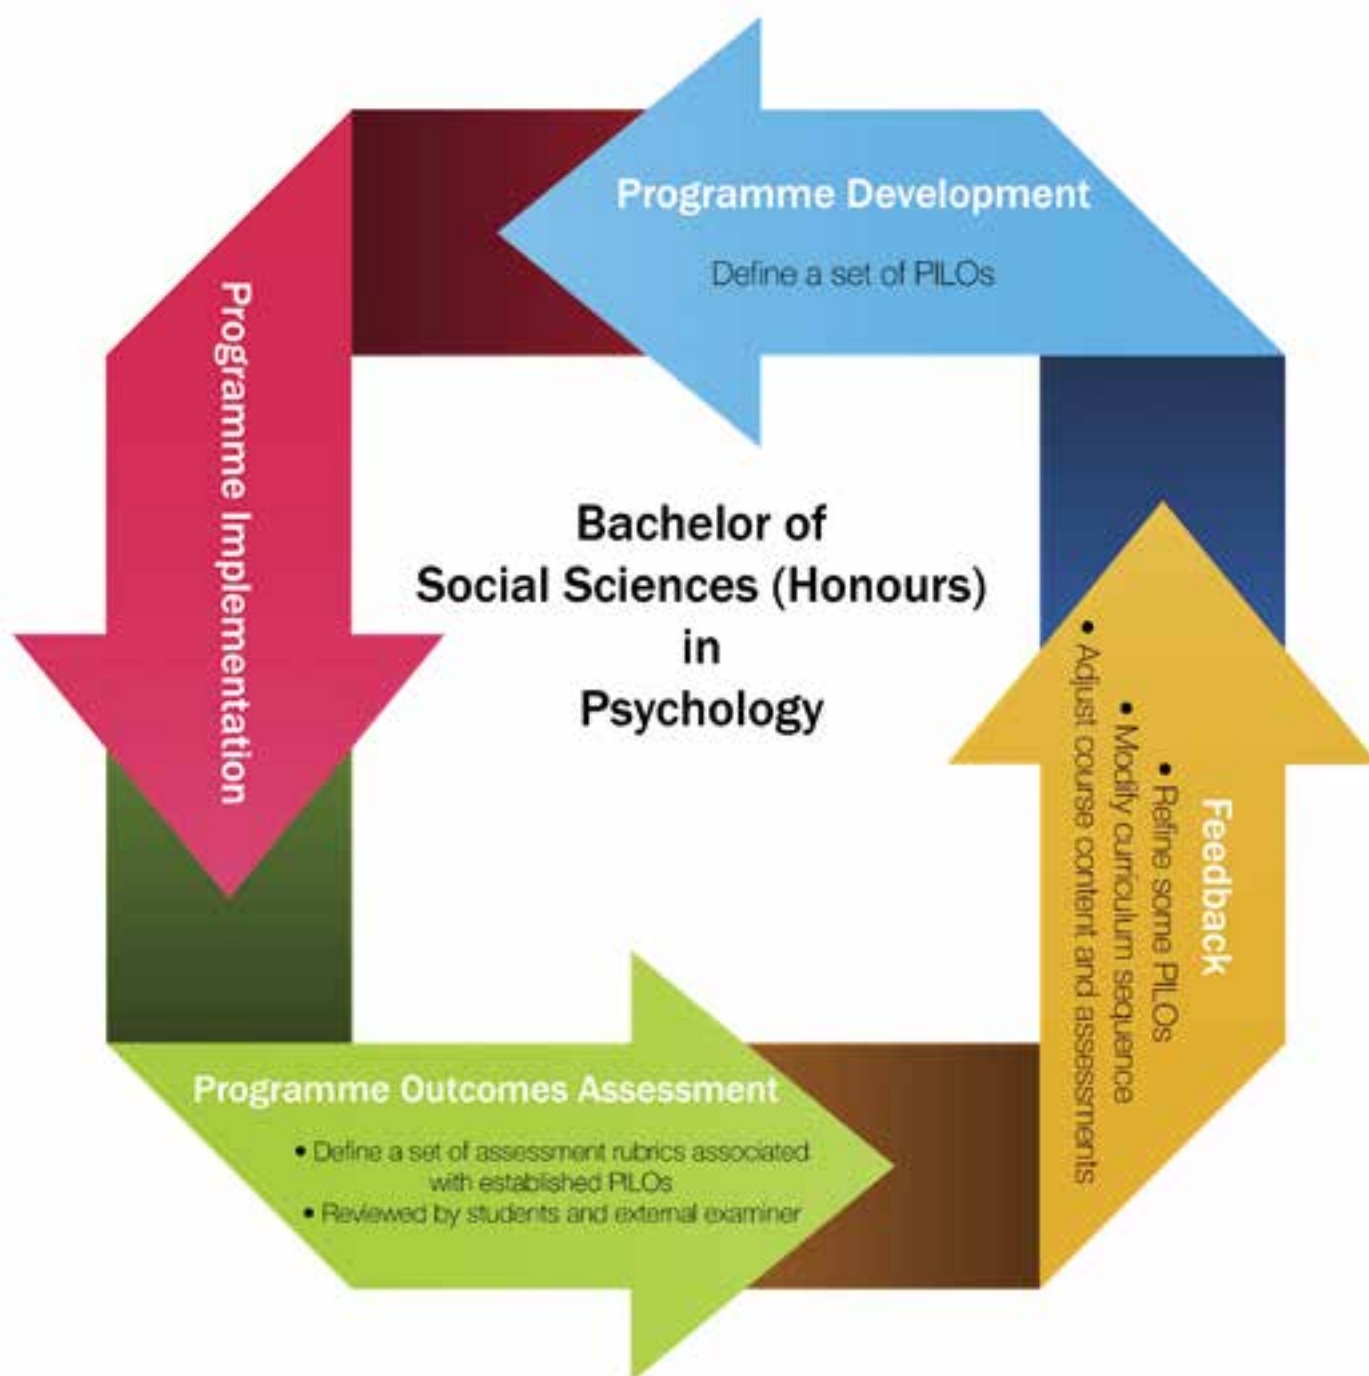 Programme Development
Define a set of PILOs
Programme Implementation
Bachelor of
Social Sciences (Honours)
in
Psychology
Programme Outcomes Assessment
• Define a set of assessment rubrics associated
with established PILOs
• Reviewed by students and external examiner
Feedback
• Refine some PILOs
• Modify curriculum sequence
• Adjust course content and assessments